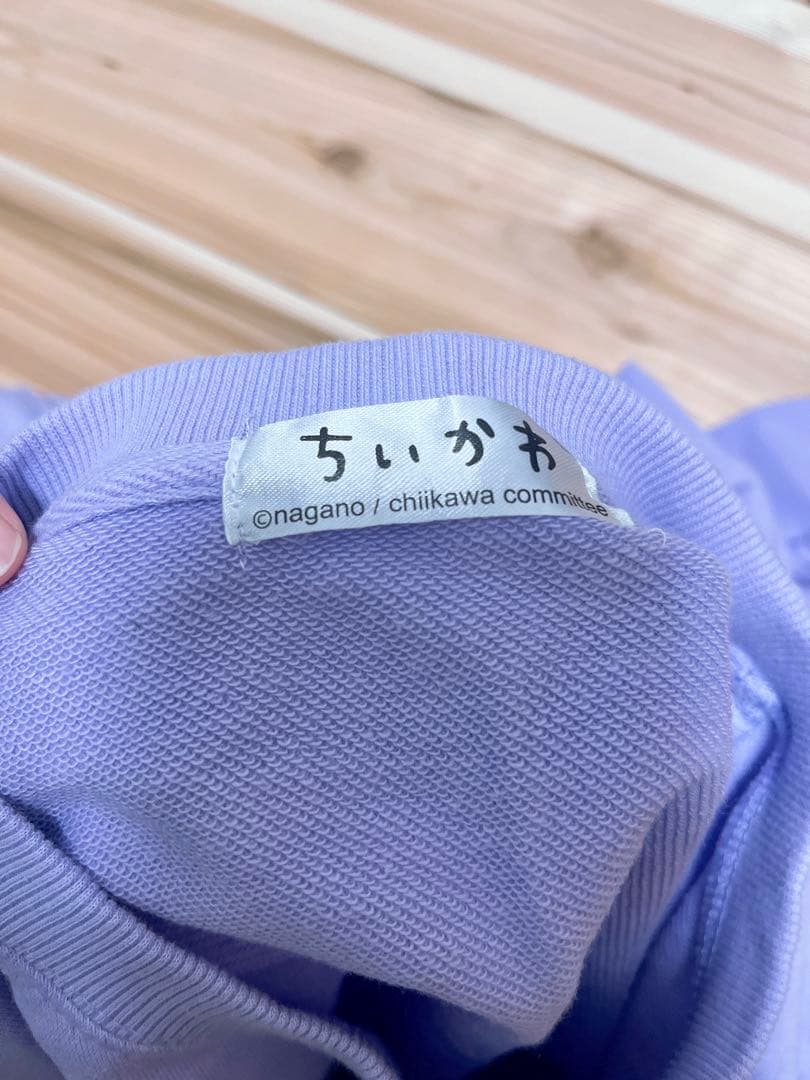 ちいかわ
©nagano / chiikawa committee